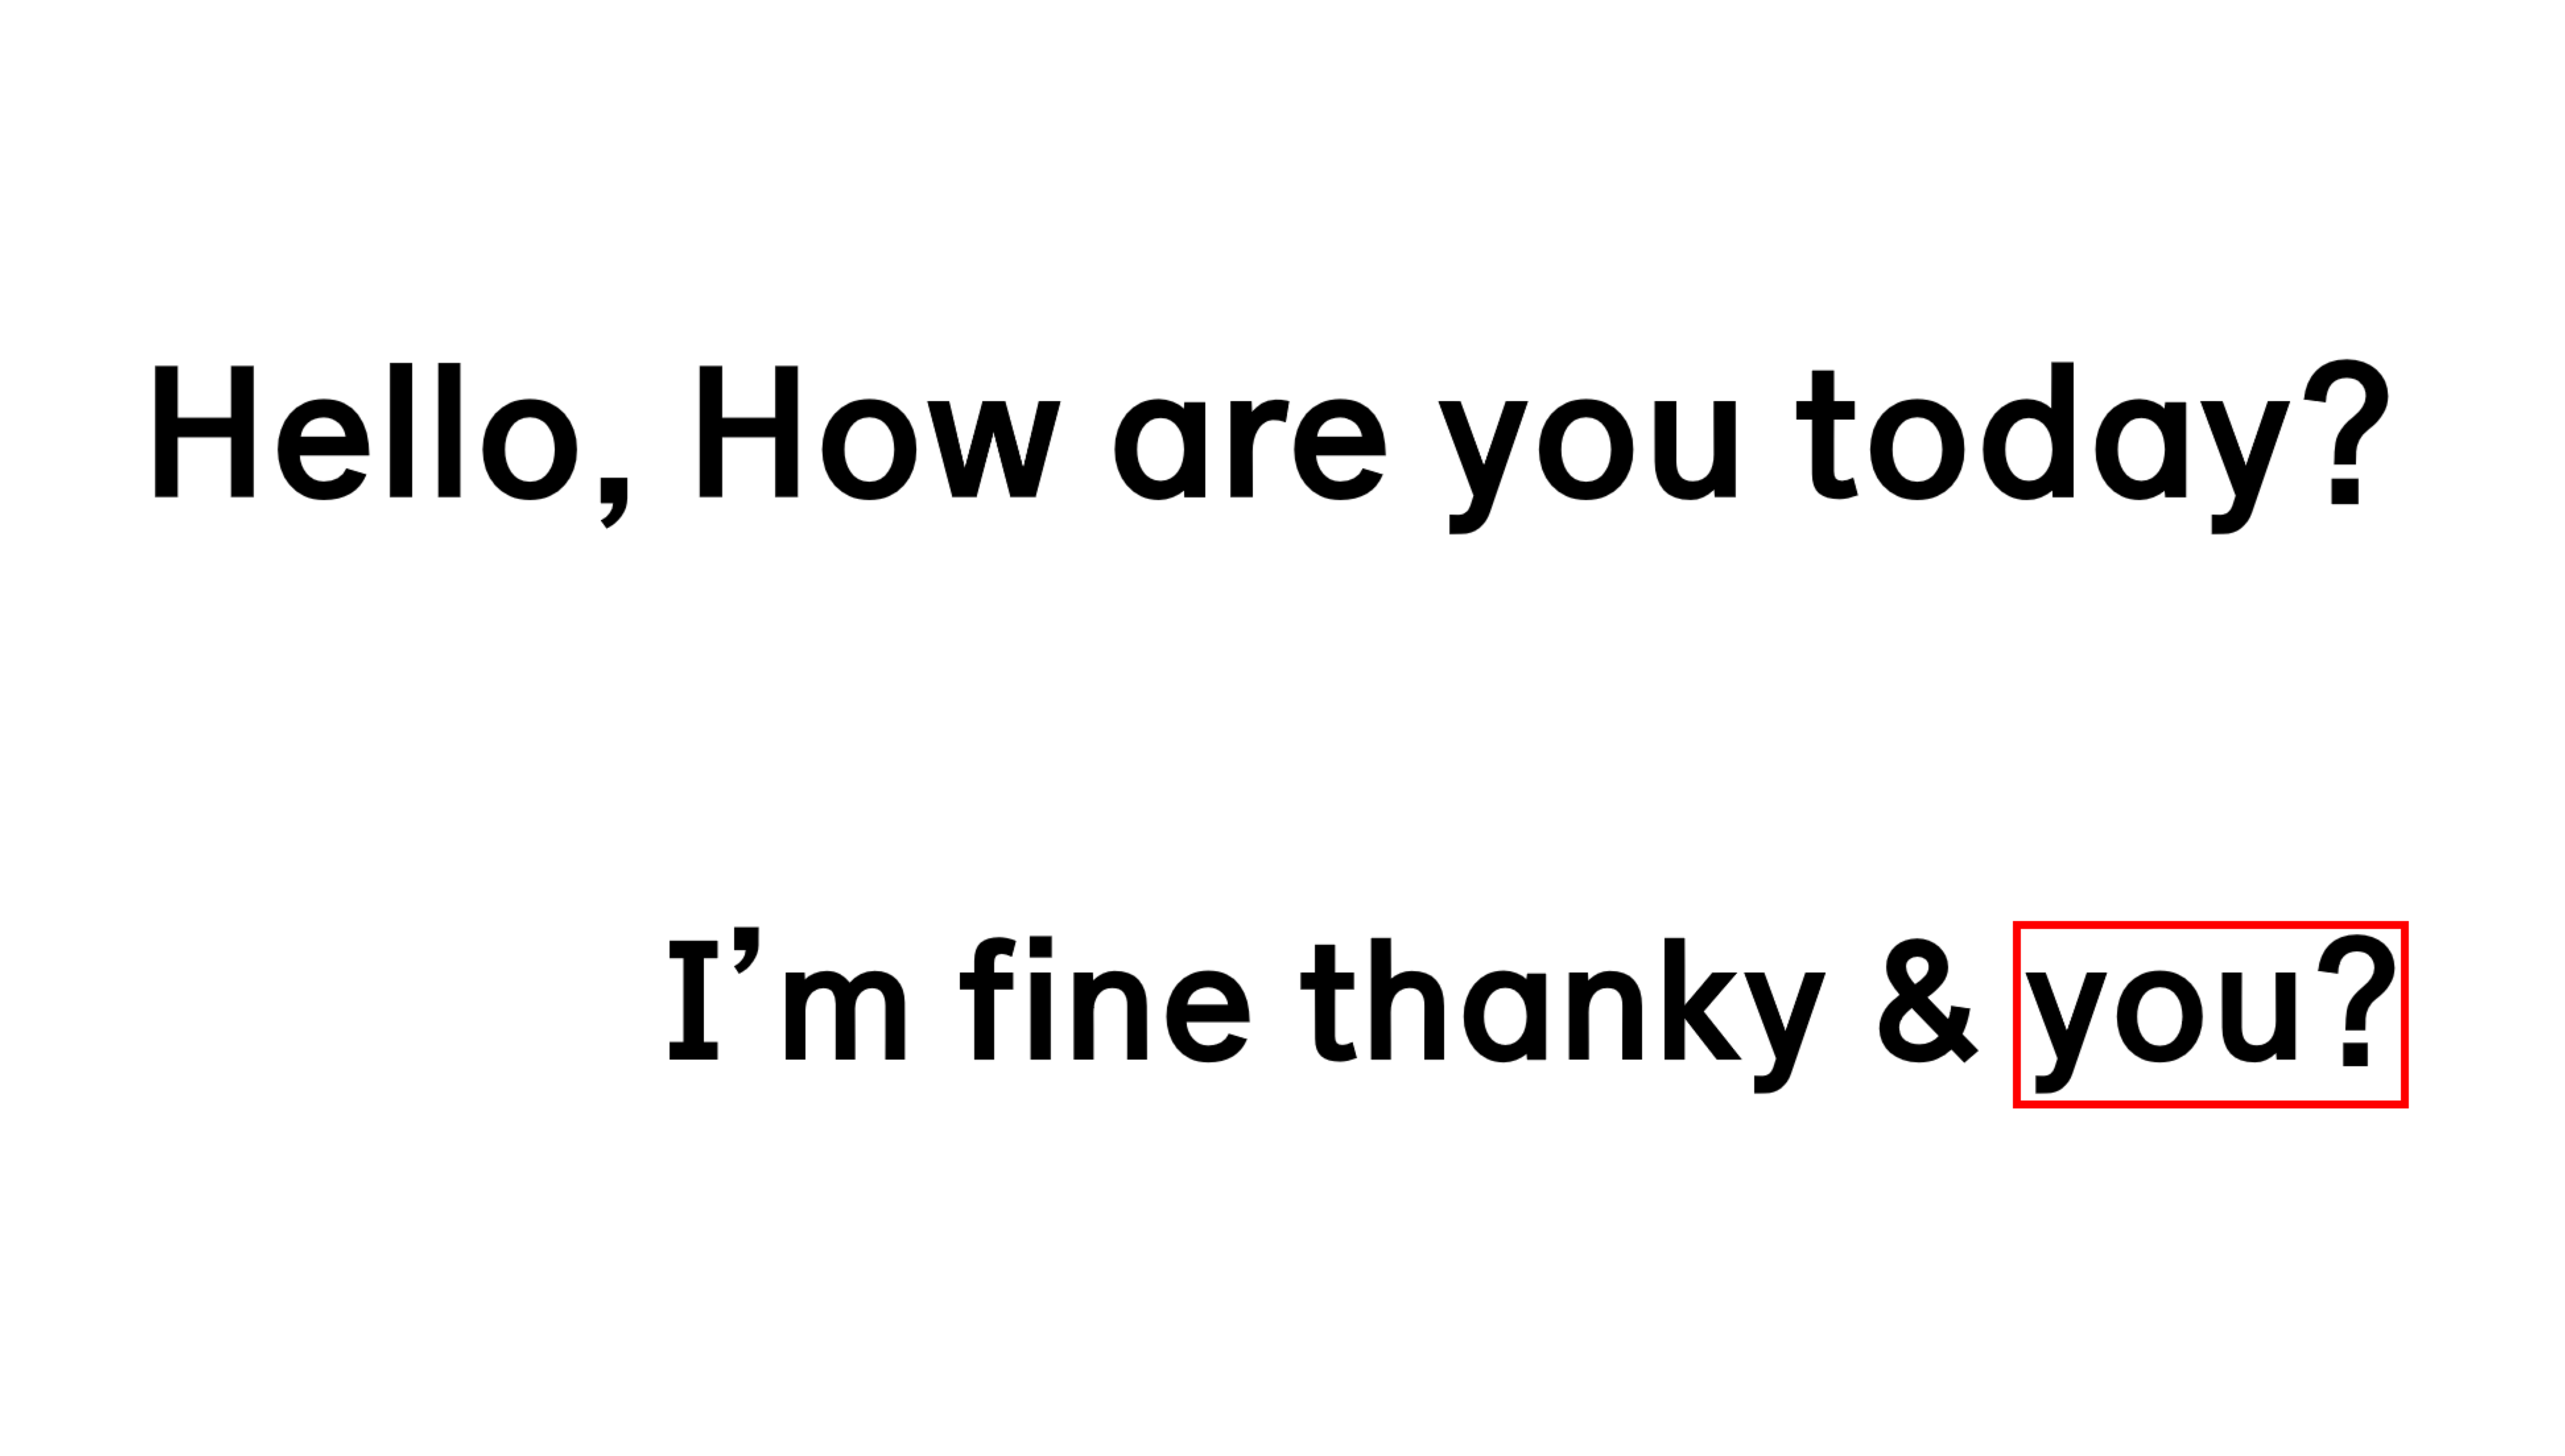 Hello, How are you today?
I’m fine thanky & you?